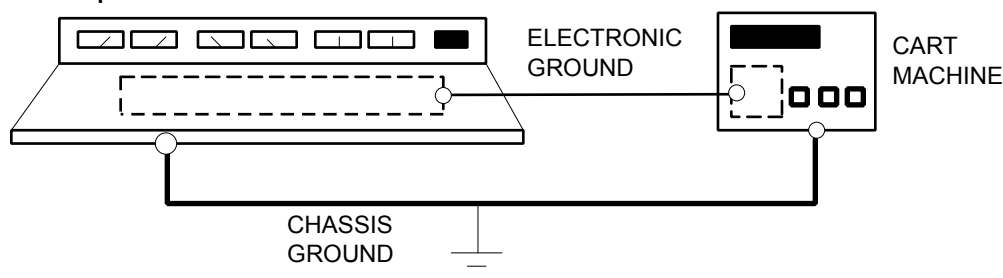 ELECTRONIC
GROUND
CART
MACHINE
CHASSIS
GROUND